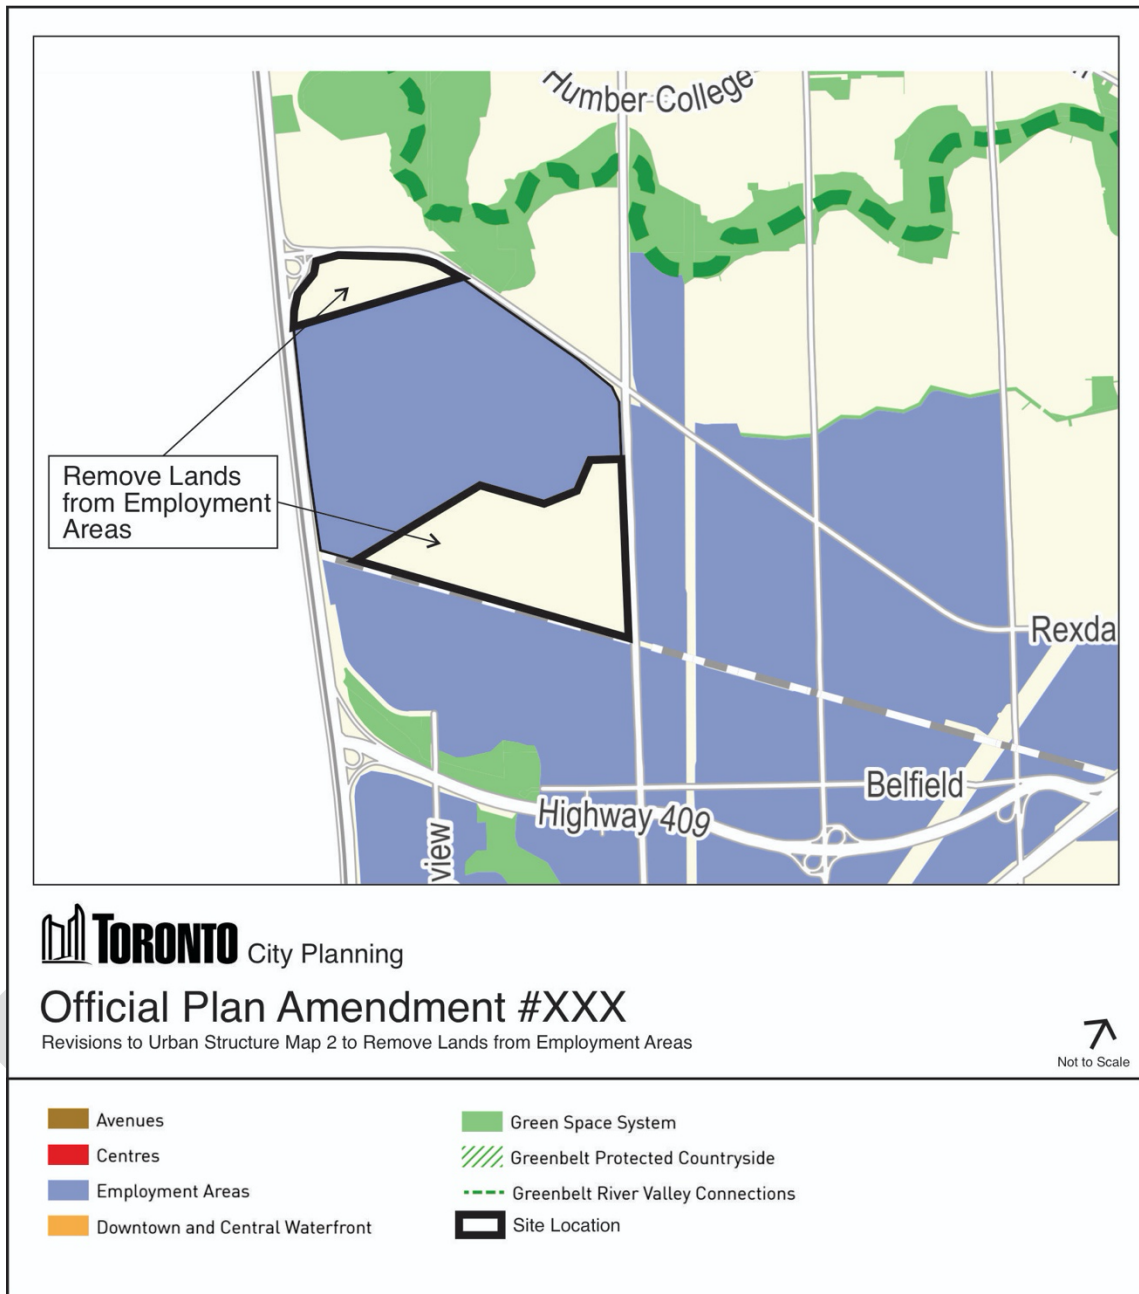 Humber College
Remove Lands
from Employment
Areas
Rexda
Belfield
Highway 409
view
TORONTO City Planning
Official Plan Amendment #XXX
Revisions to Urban Structure Map 2 to Remove Lands from Employment Areas
Not to Scale
Avenues
Centres
Employment Areas
Downtown and Central Waterfront
Green Space System
Greenbelt Protected Countryside
Greenbelt River Valley Connections
Site Location